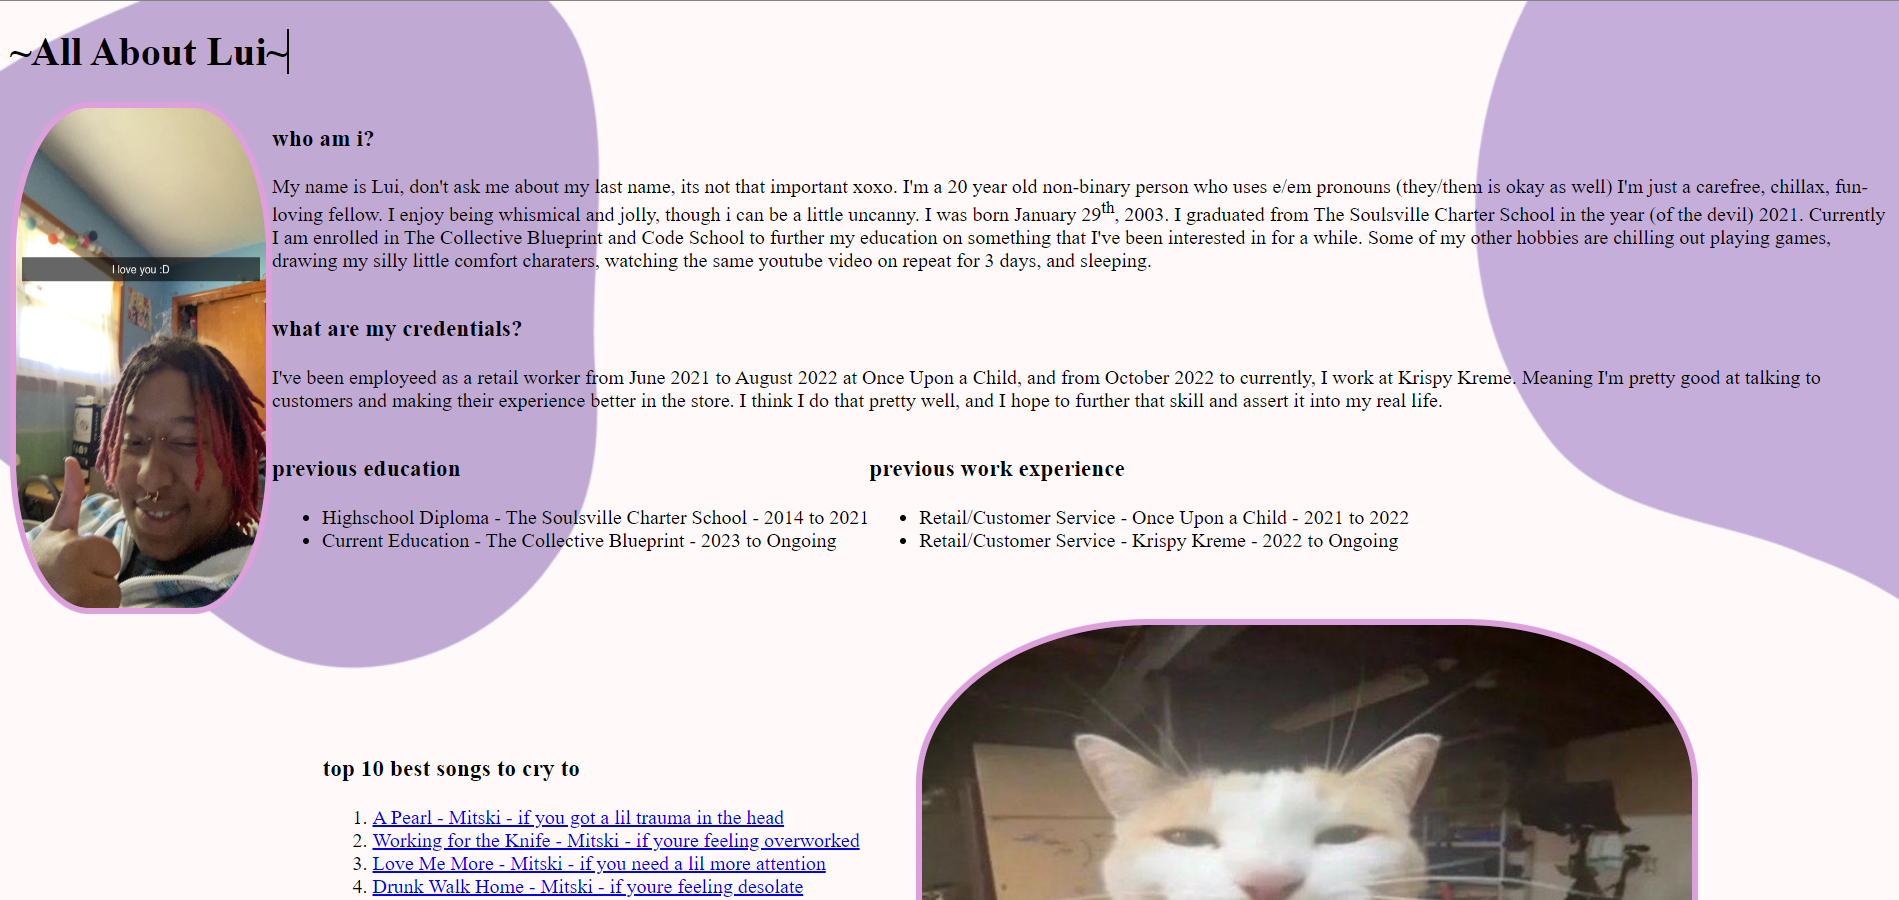 ~All About Lui~
who am i?
My name is Lui, don't ask me about my last name, its not that important xoxo. I'm a 20 year old non-binary person who uses e/em pronouns (they/them is okay as well) I'm just a carefree, chillax, fun-
loving fellow. I enjoy being whismical and jolly, though i can be a little uncanny. I was born January 29th, 2003. I graduated from The Soulsville Charter School in the year (of the devil) 2021. Currently
I am enrolled in The Collective Blueprint and Code School to further my education on something that I've been interested in for a while. Some of my other hobbies are chilling out playing games,
drawing my silly little comfort charaters, watching the same youtube video on repeat for 3 days, and sleeping.
I love you :D
what are my credentials?
I've been employeed as a retail worker from June 2021 to August 2022 at Once Upon a Child, and from October 2022 to currently, I work at Krispy Kreme. Meaning I'm pretty good at talking to
customers and making their experience better in the store. I think I do that pretty well, and I hope to further that skill and assert it into my real life.
previous education
• Highschool Diploma - The Soulsville Charter School - 2014 to 2021
• Current Education - The Collective Blueprint - 2023 to Ongoing
previous work experience
• Retail/Customer Service - Once Upon a Child - 2021 to 2022
• Retail/Customer Service - Krispy Kreme - 2022 to Ongoing
top 10 best songs to cry to
1. A Pearl - Mitski - if you got a lil trauma in the head
2. Working for the Knife - Mitski - if youre feeling overworked
3. Love Me More - Mitski - if you need a lil more attention
4. Drunk Walk Home - Mitski - if youre feeling desolate